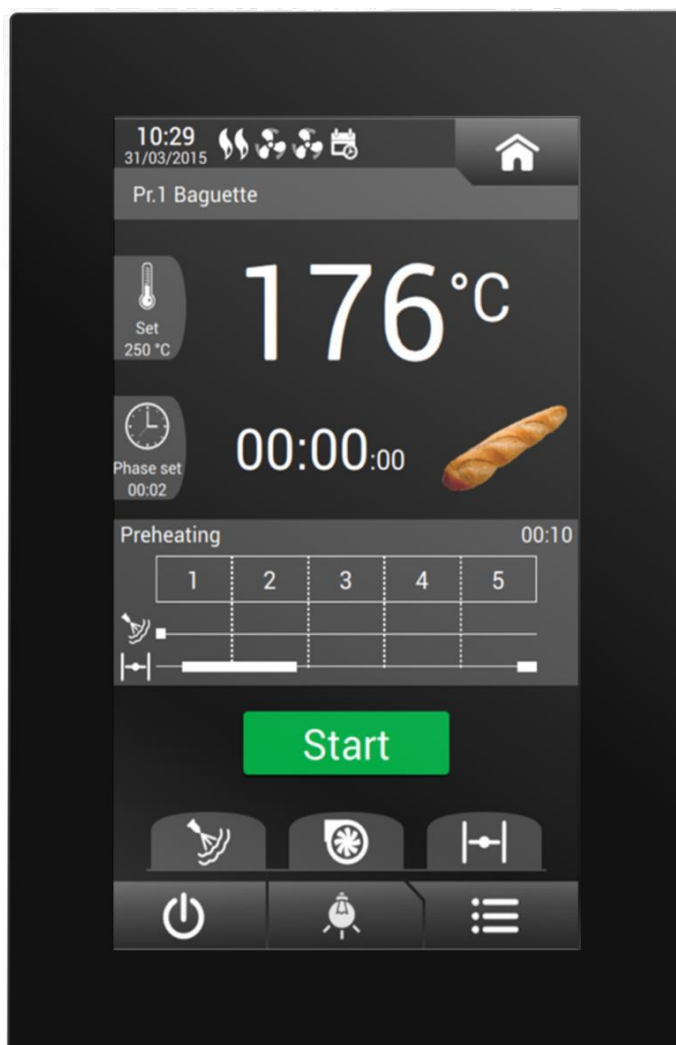 10:29
31/03/2015
Pr.1 Baguette
176°C
Set
250 °C
00:00:00
Phase set
00:02
Preheating 00:10
1 2 3 4 5
Start